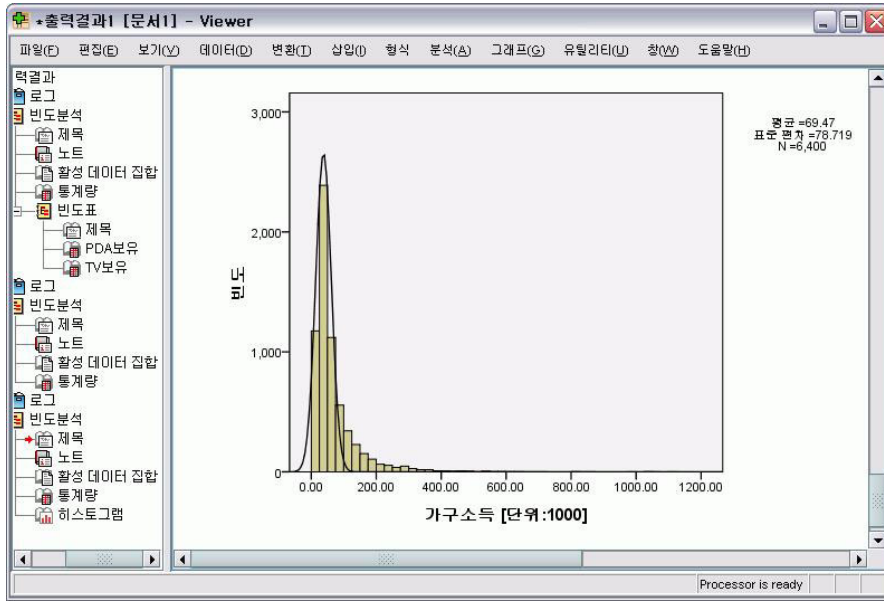 *출력결과1 [문서1] - Viewer
파일(F) 편집(E) 보기(V) 데이터(D) 변환(T) 삽입(I) 형식 분석(A) 그래프(G) 유틸리티(U) 창(W) 도움말(H)
력결과
로그
빈도분석
제목
노트
활성 데이터 집합
통계량
빈도표
제목
PDA보유
TV보유
로그
빈도분석
제목
노트
활성 데이터 집합
통계량
로그
빈도분석
제목
노트
활성 데이터 집합
통계량
히스토그램
3,000
2,000
1,000
0
빈도
0.00 200.00 400.00 600.00 800.00 1000.00 1200.00
가구소득 [단위:1000]
평균 =69.47
표준 편차 =78.719
N =6,400
Processor is ready